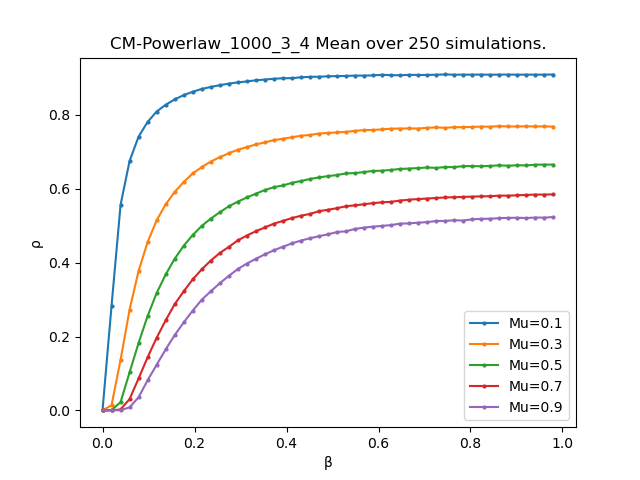 CM-Powerlaw_1000_3_4 Mean over 250 simulations.
ρ
0.8
0.6
0.4
0.2
0.0
0.0 0.2 0.4 0.6 0.8 1.0
β
Mu=0.1
Mu=0.3
Mu=0.5
Mu=0.7
Mu=0.9